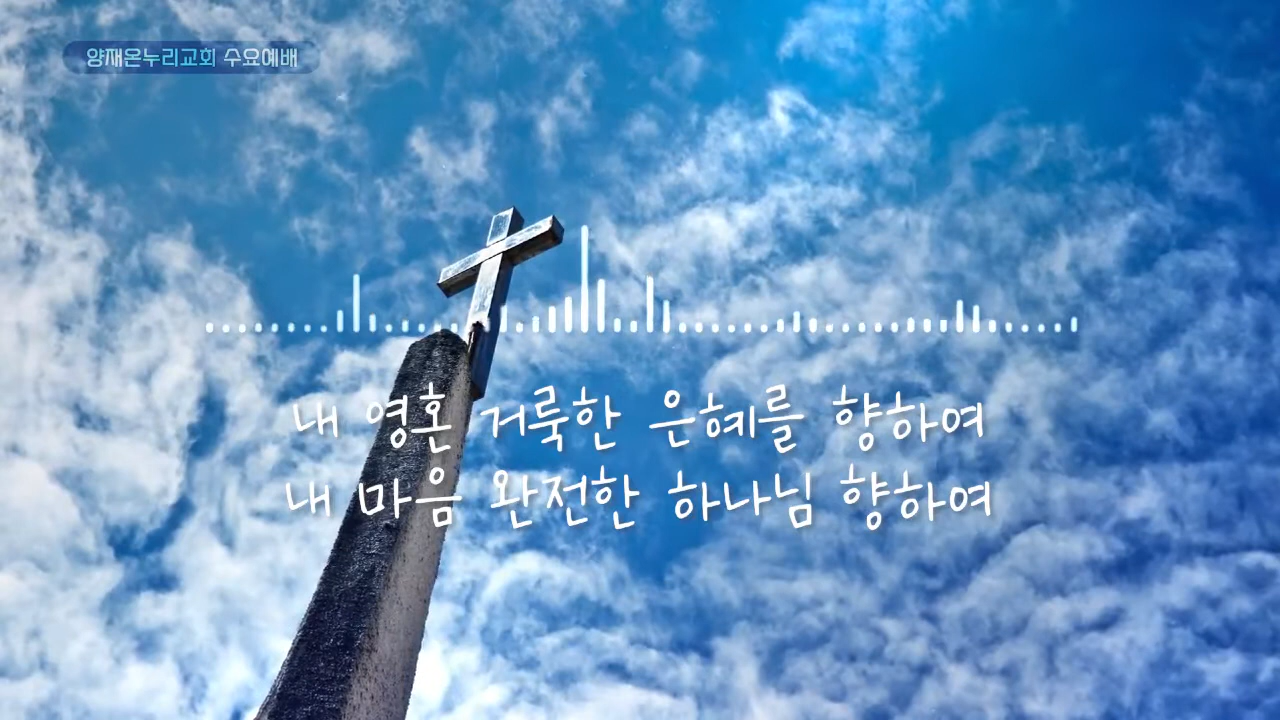 양재온누리교회 수요예배
내 영혼 거룩한 은혜를 향하여
내 마음 완전한 하나님 향하여